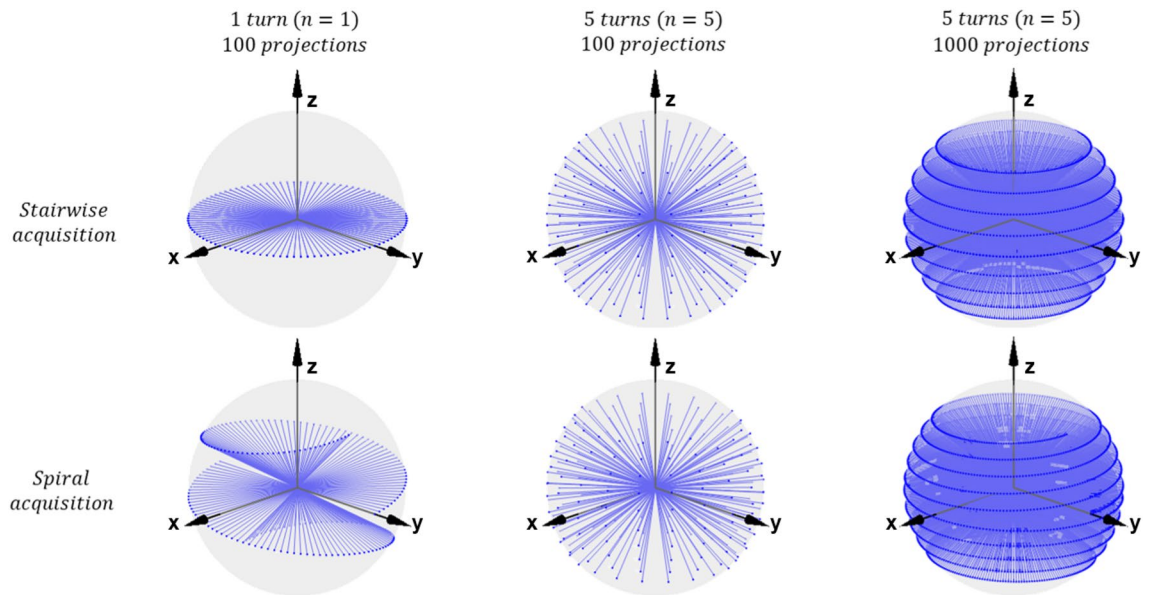 1 turn (n = 1)
100 projections
5 turns (n = 5)
100 projections
5 turns (n = 5)
1000 projections
Stairwise
acquisition
z
x
y
z
x
y
z
x
y
Spiral
acquisition
z
x
y
z
x
y
z
x
y